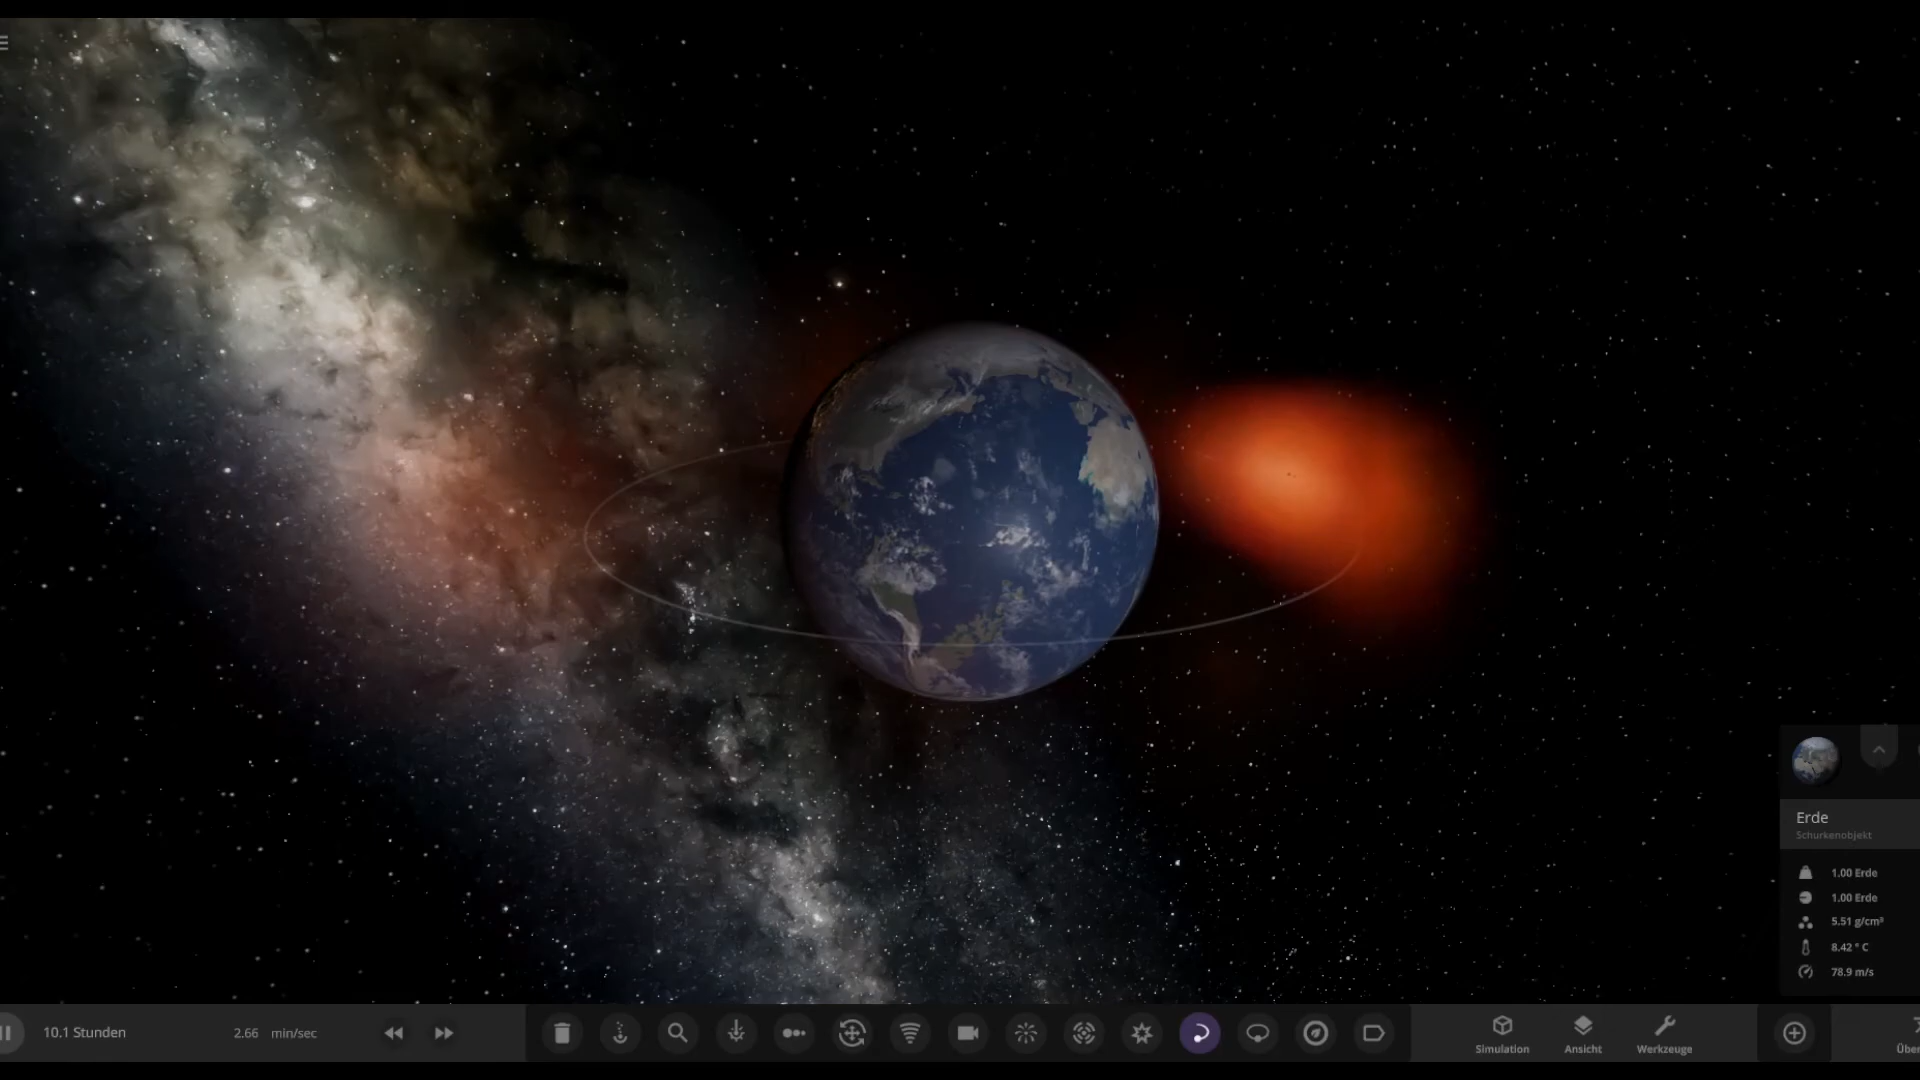 Erde
Schurkenobjekt
1.00 Erde
1.00 Erde
5.51 g/cm³
8.42 ° C
78.9 m/s
10.1 Stunden
2.66 min/sec
Simulation
Ansicht
Werkzeuge